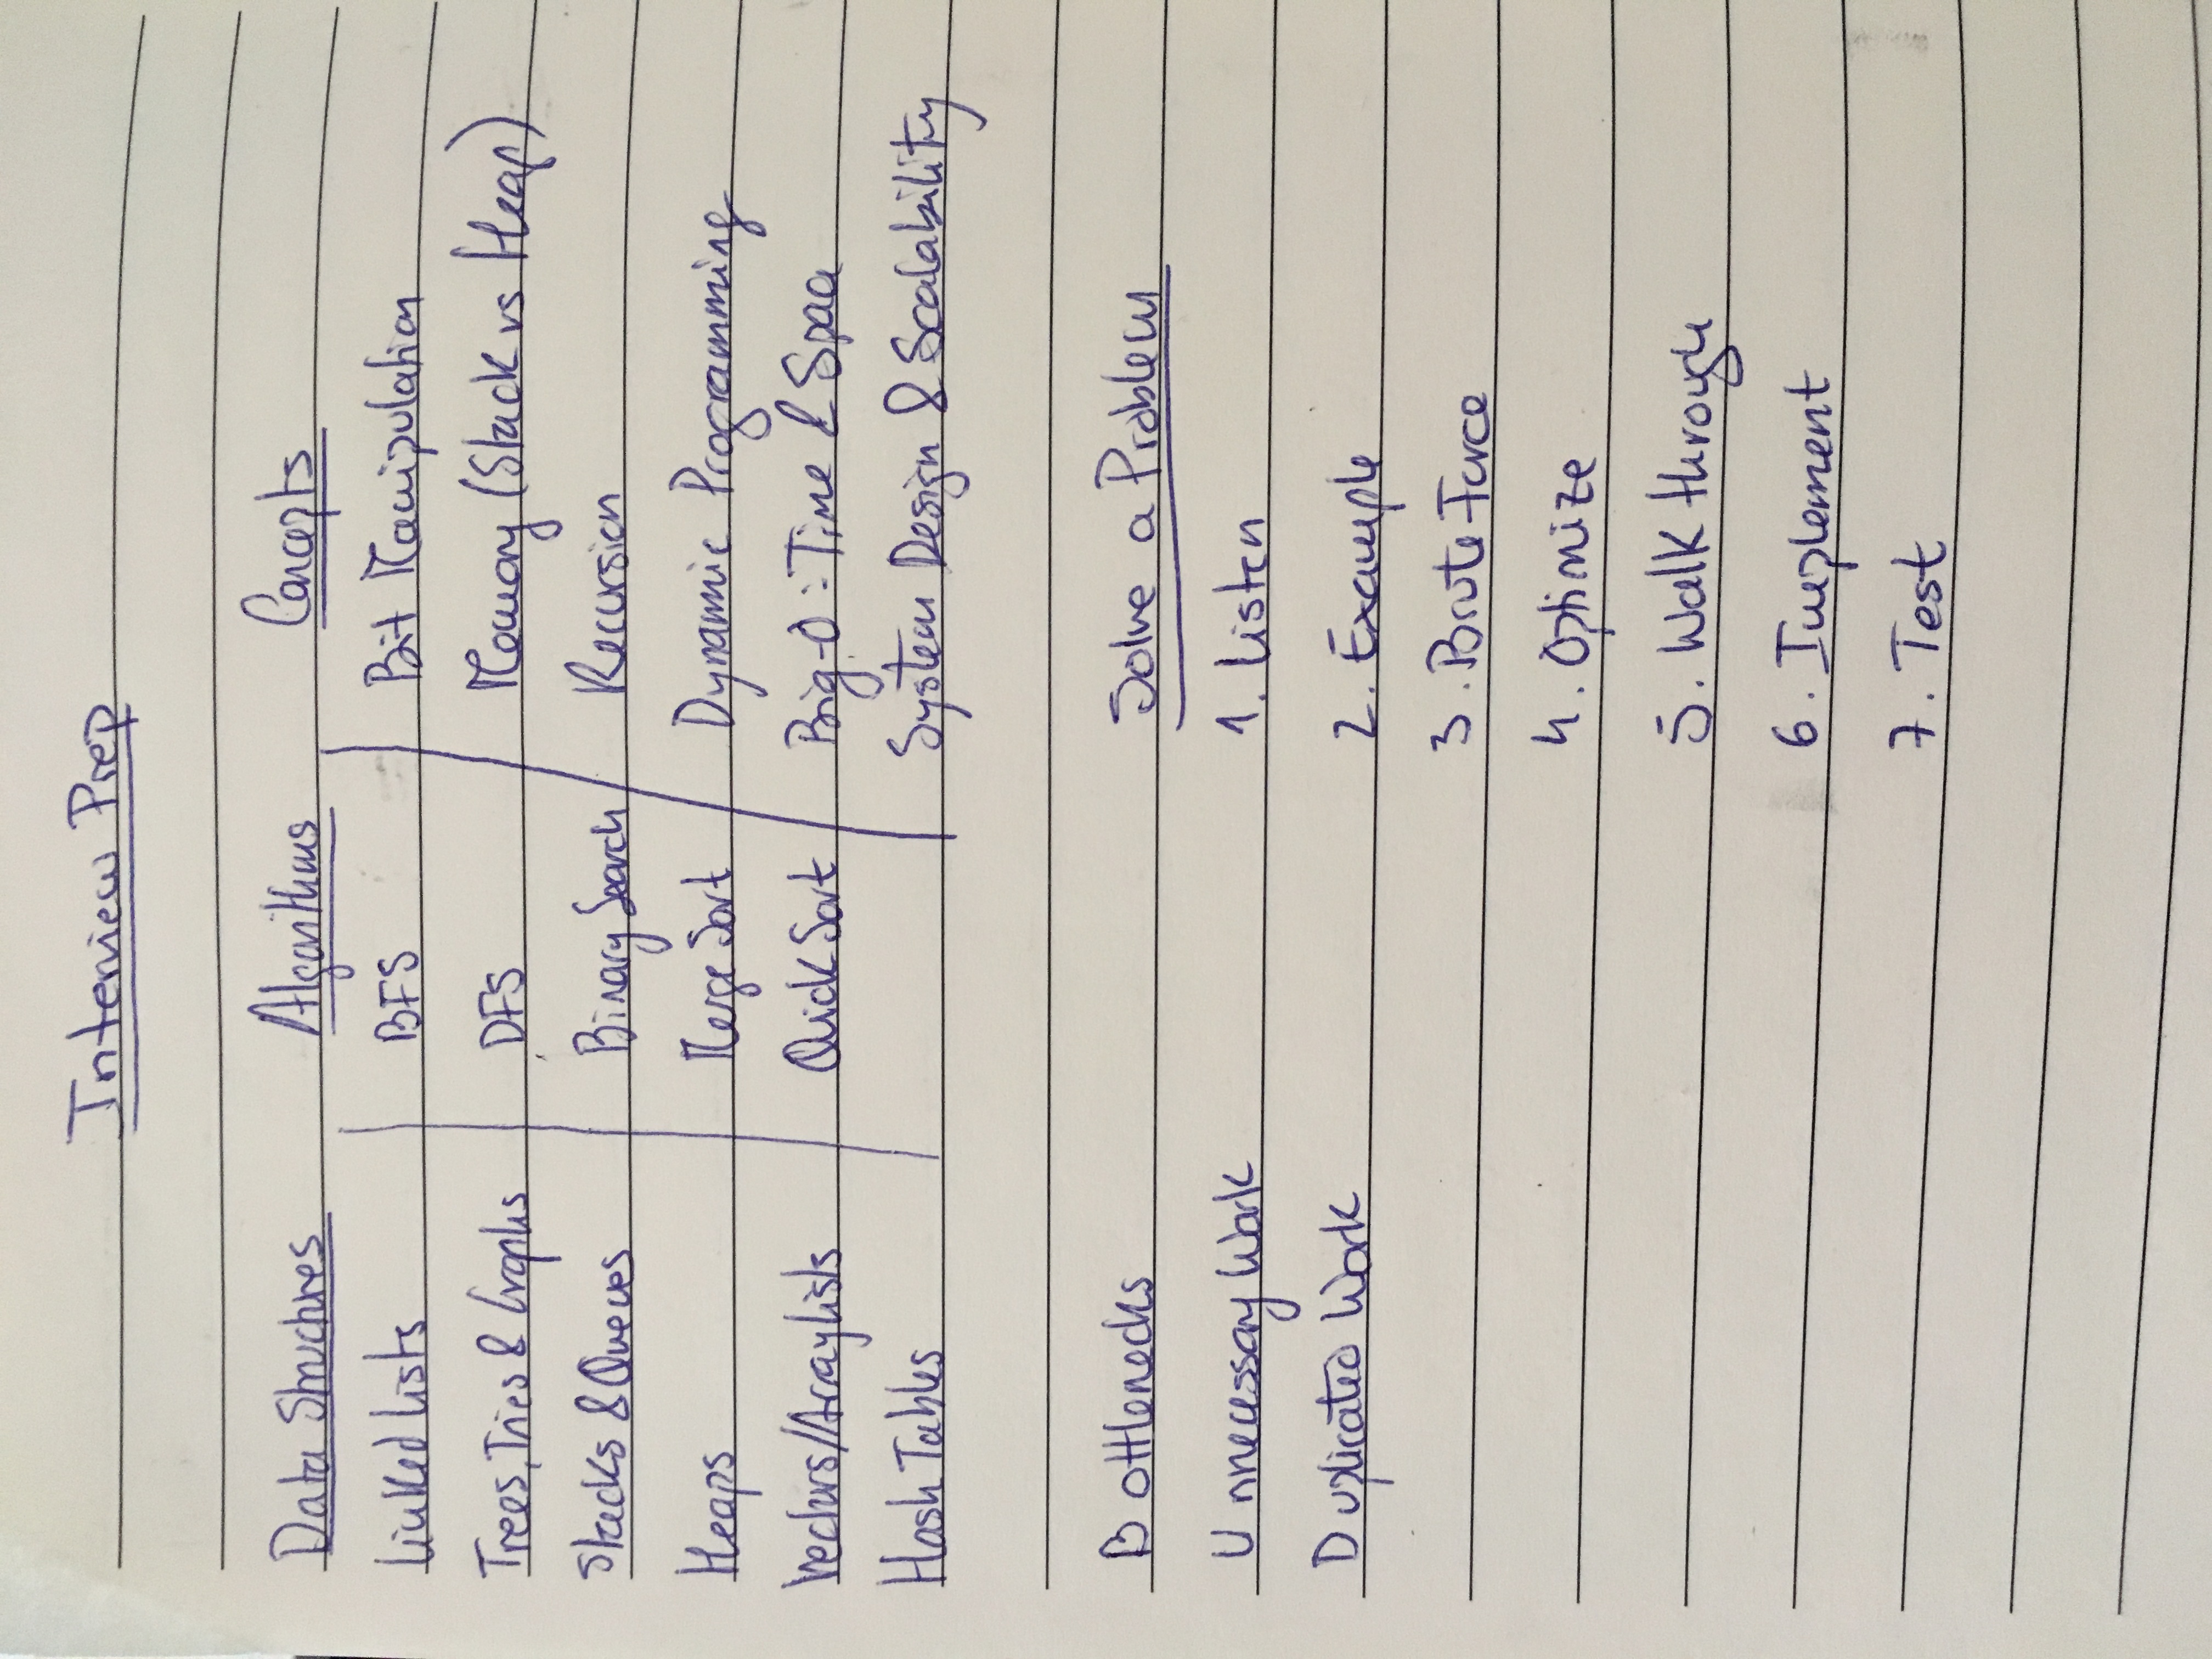 Interview Prep
Data Structures Algorithms Concepts
Linked Lists BFS Bit Manipulation
Trees, Tries & Graphs DFS Memory (Stack vs Heap)
Stacks & Queues Binary Search Recursion
Heaps Merge Sort Dynamic Programming
Vectors/ArrayLists Quick Sort Big-O: Time & Space
Hash Tables System Design & Scalability
Bottlenecks Solve a Problem
Unnecessary Work 1. Listen
Duplicated Work 2. Example
3. Brute-Force
4. Optimize
5. Walk through
6. Implement
7. Test